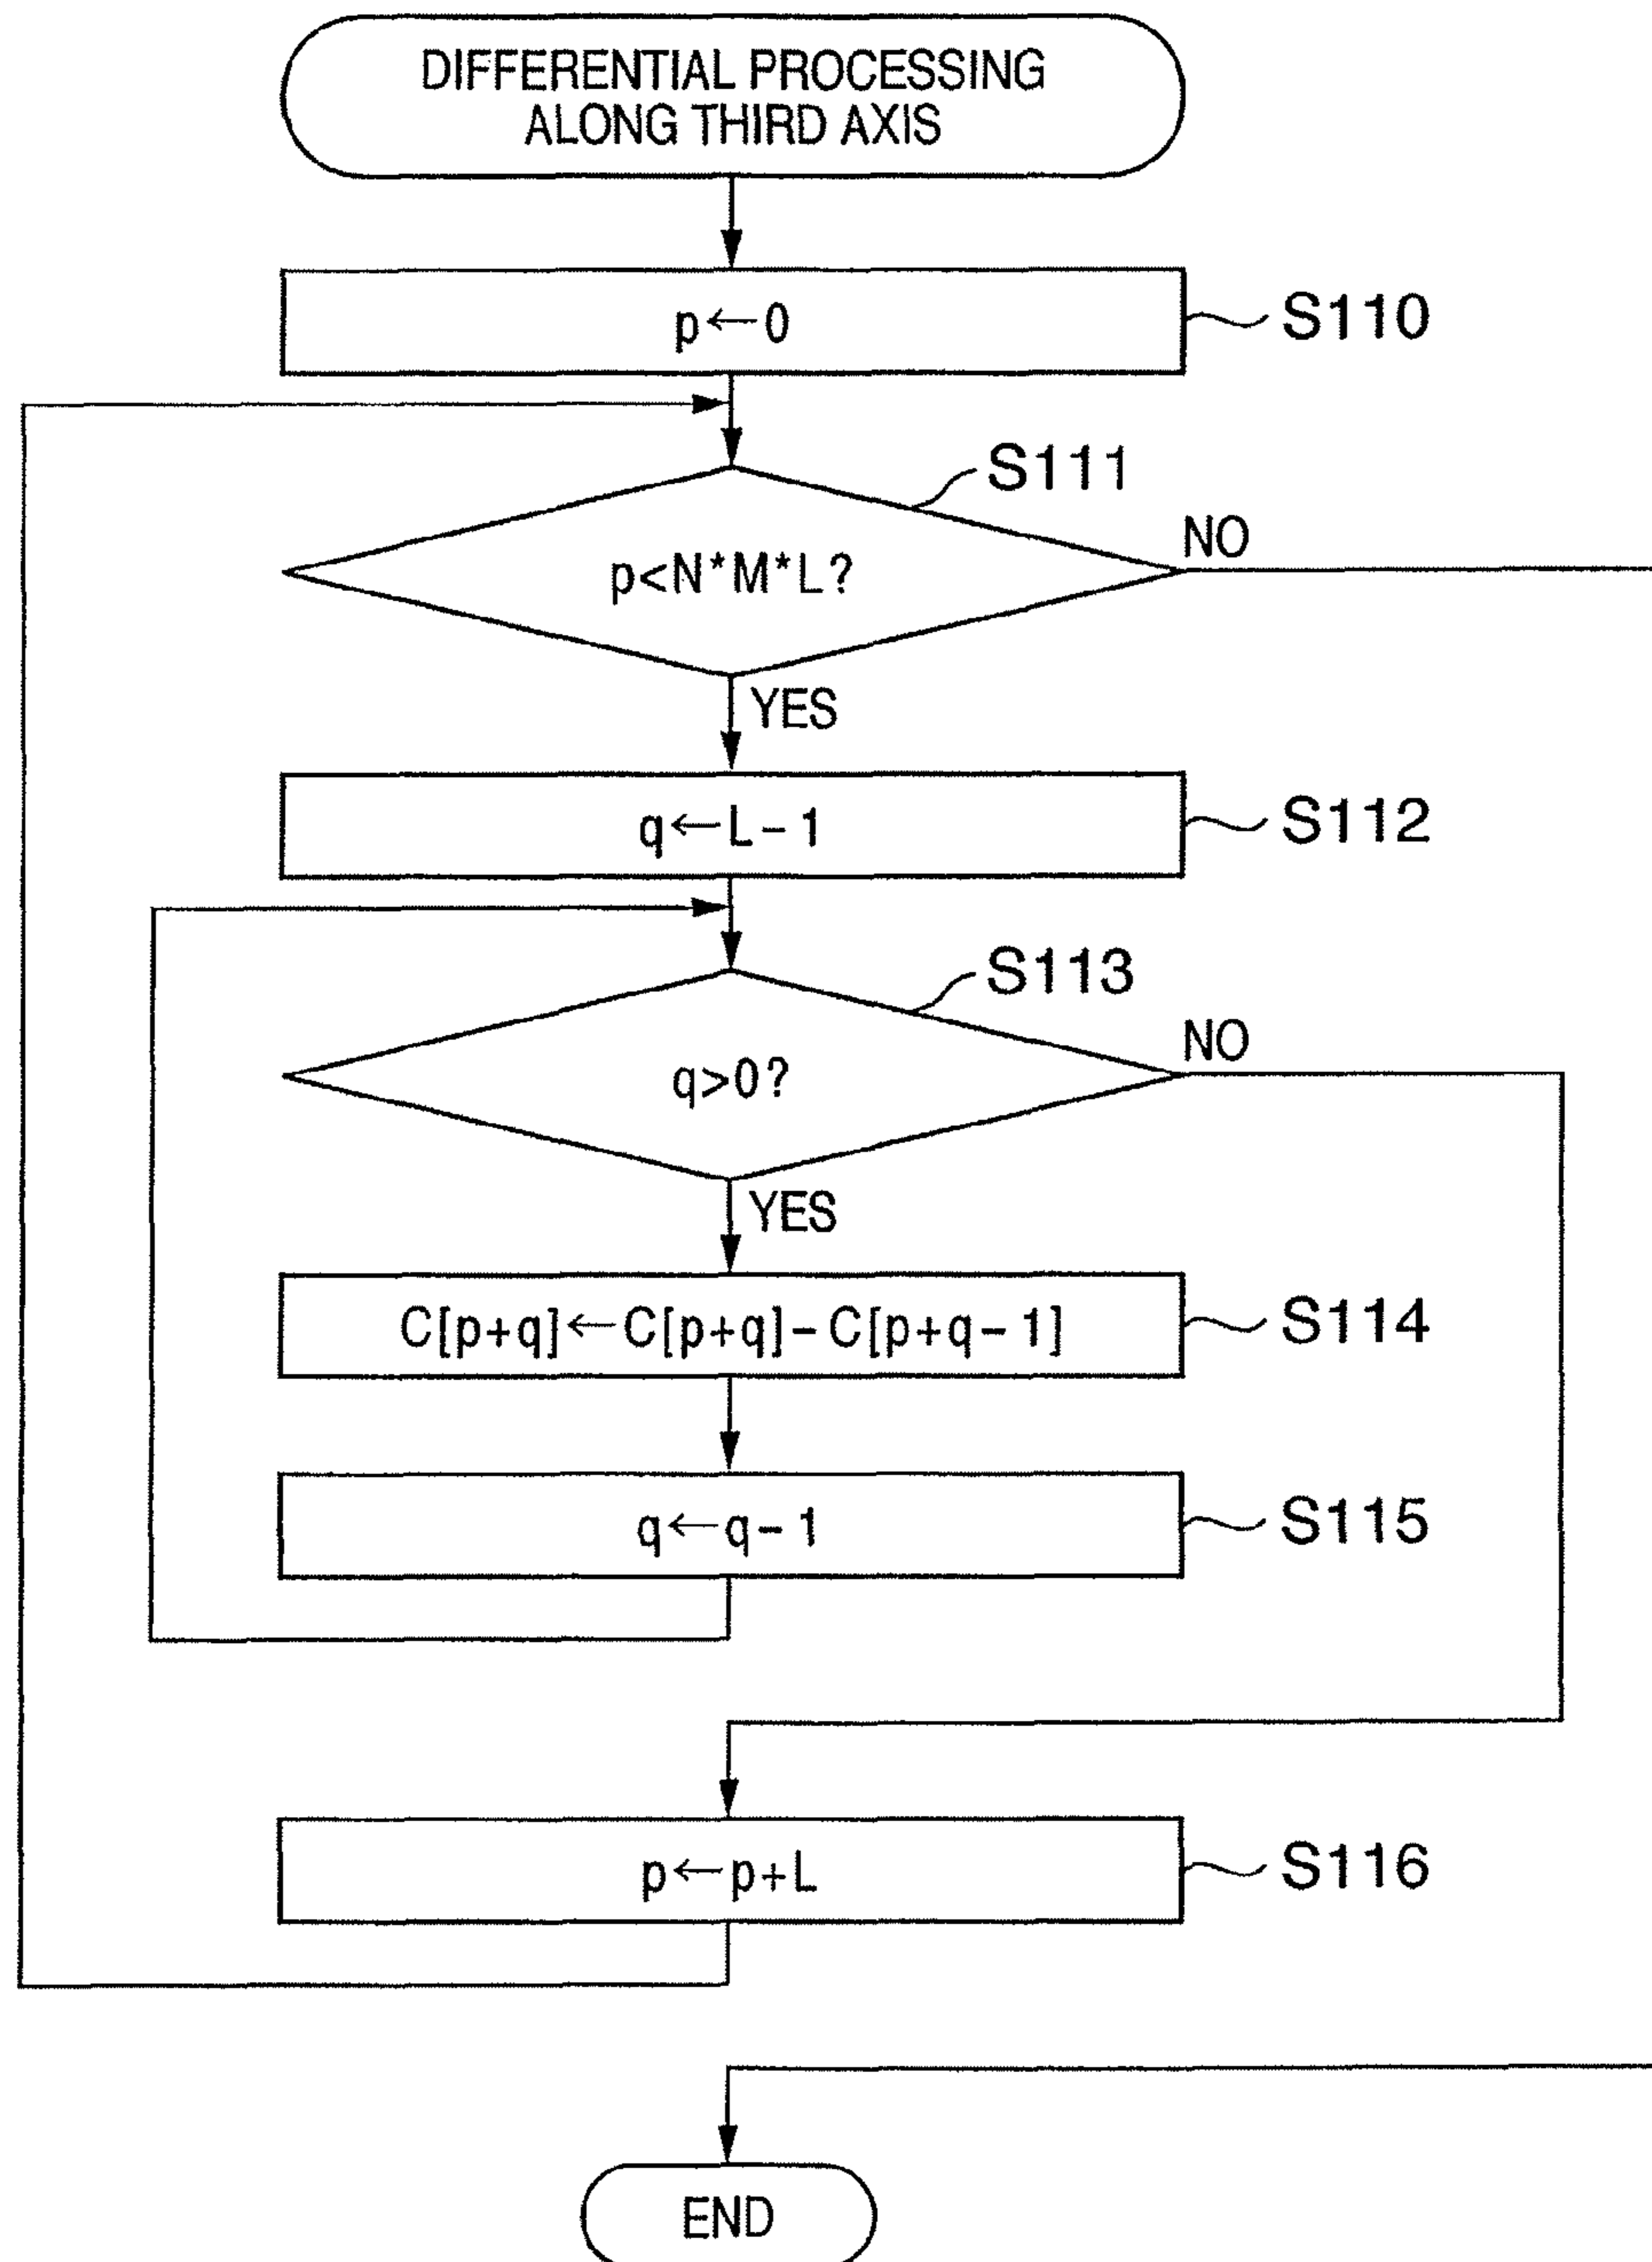 DIFFERENTIAL PROCESSING
ALONG THIRD AXIS
p←0
S110
S111
p<N*M*L?
NO
YES
q←L-1
S112
S113
q>0?
NO
YES
C[p+q]←C[p+q]-C[p+q-1]
S114
q←q-1
S115
p←p+L
S116
END